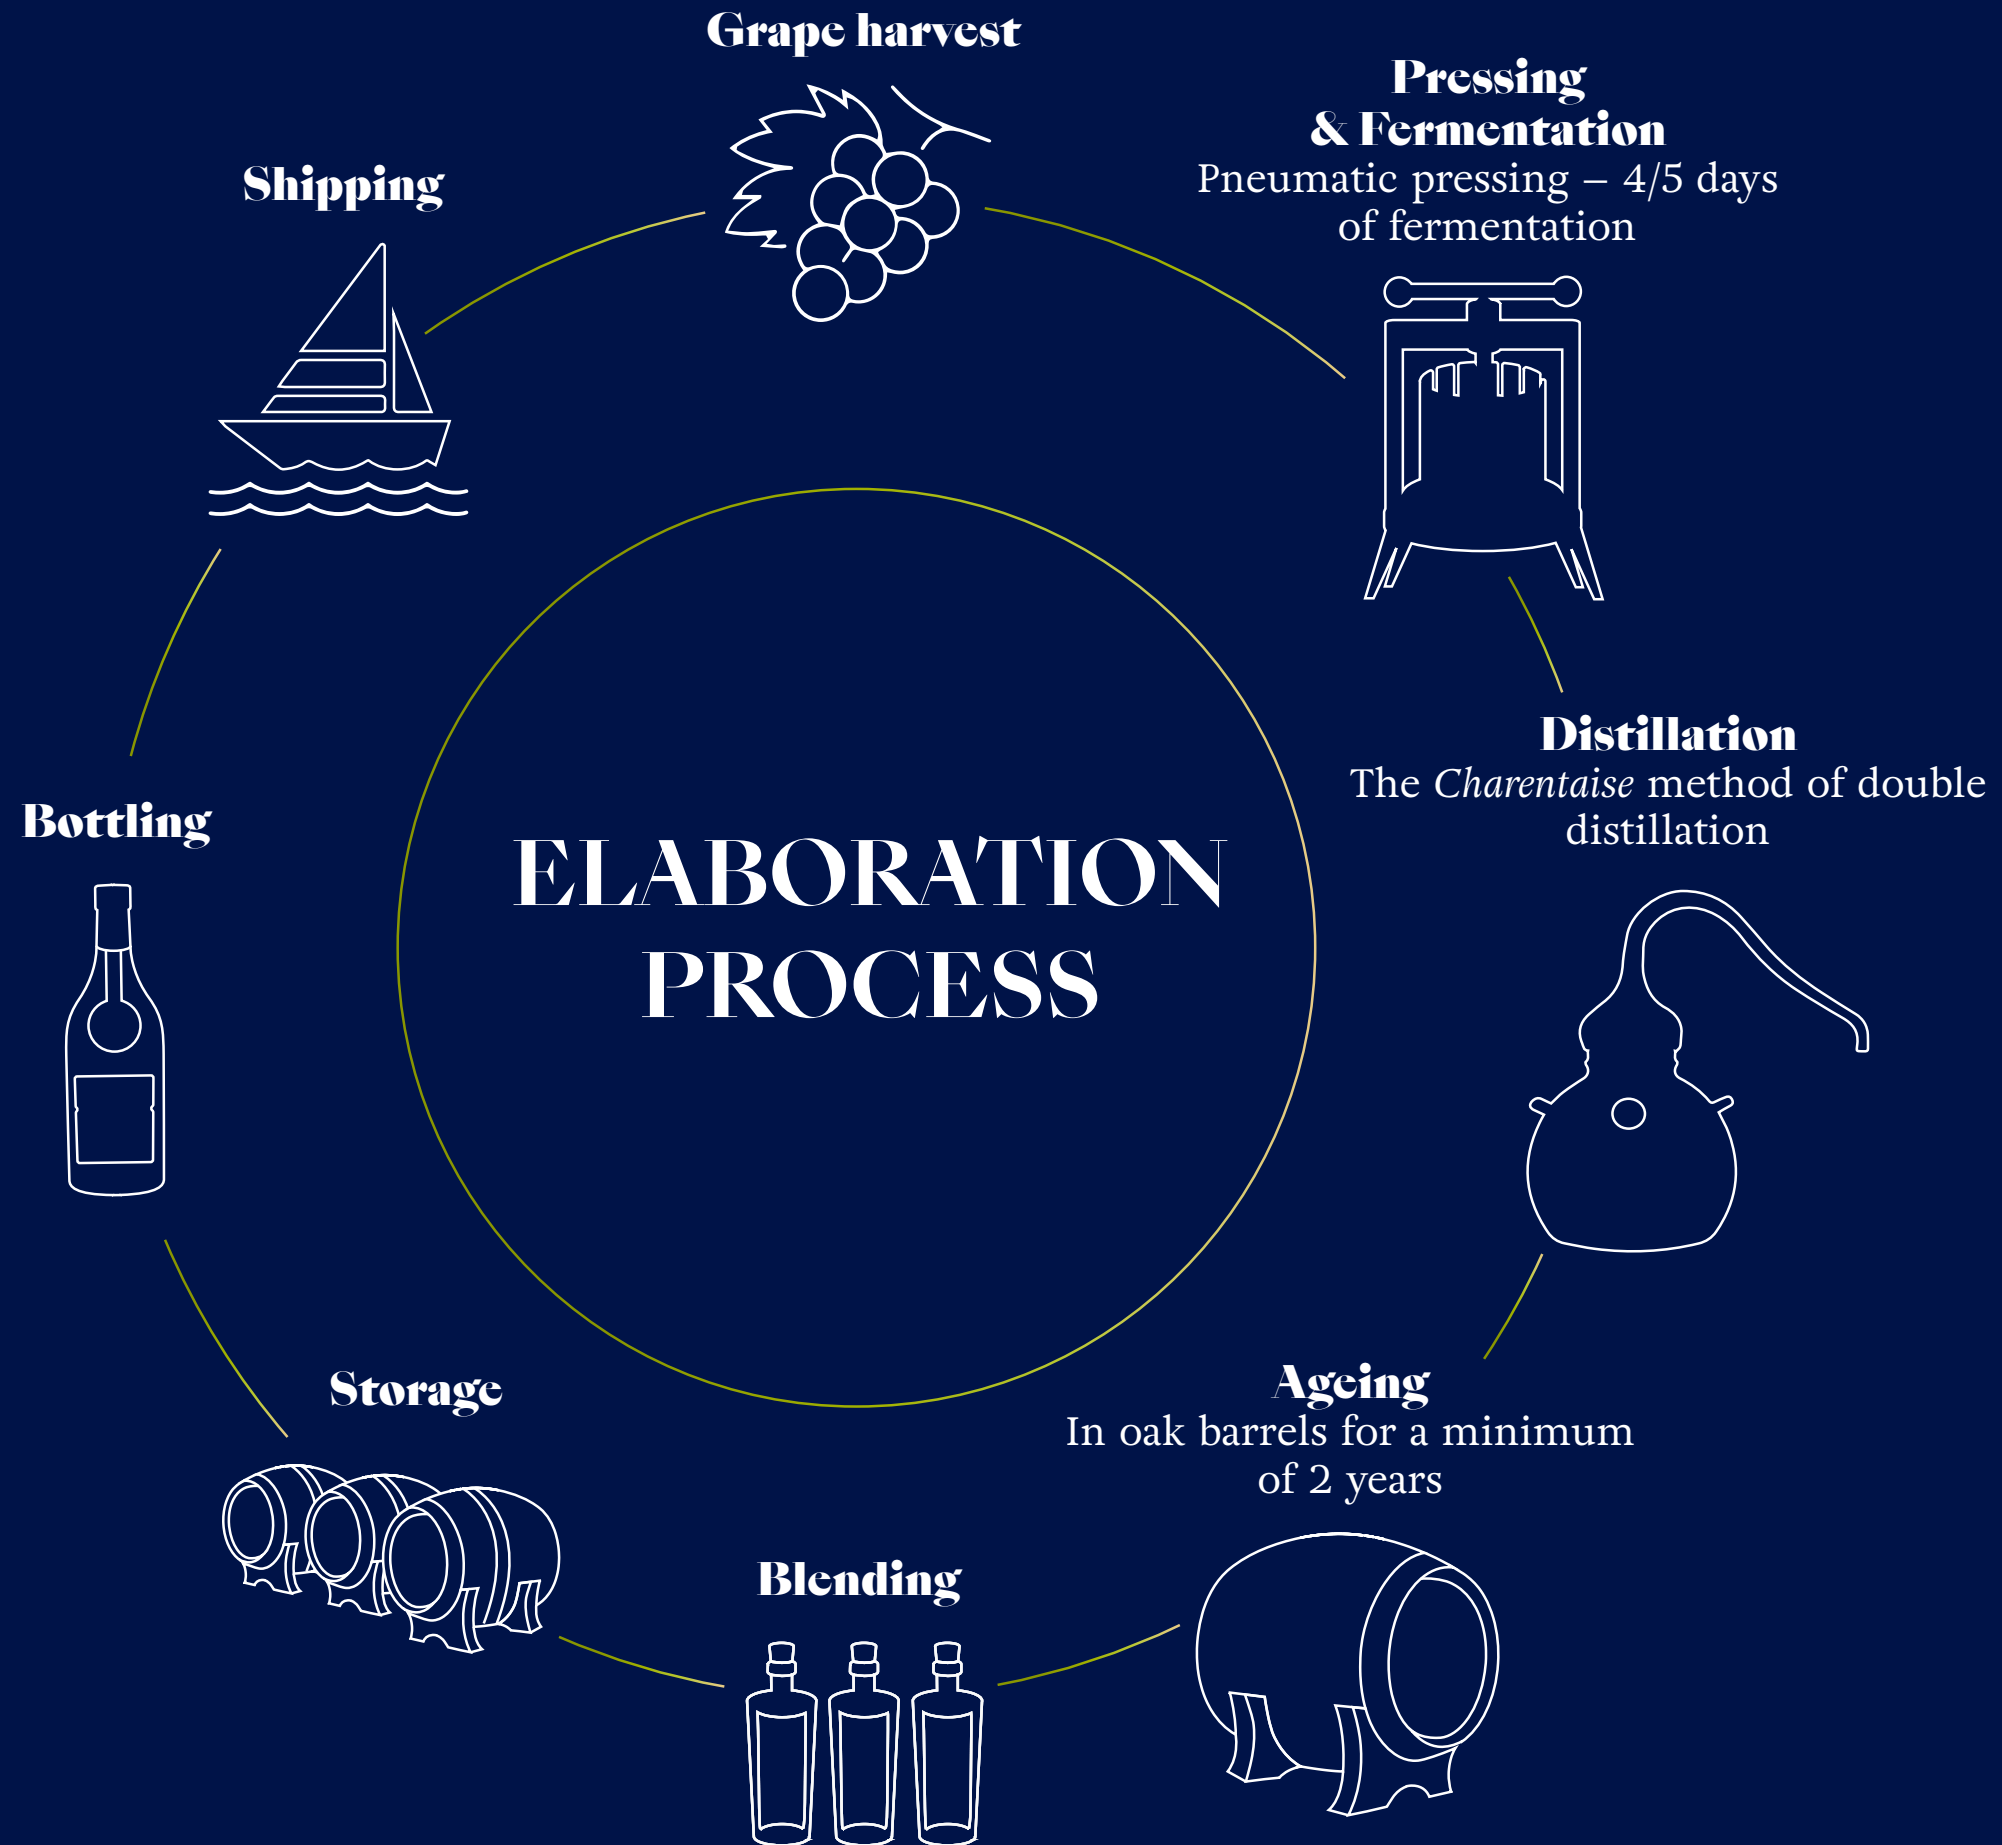 Grape harvest
Pressing
& Fermentation
Pneumatic pressing – 4/5 days
of fermentation
Distillation
The Charentaise method of double
distillation
Ageing
In oak barrels for a minimum
of 2 years
Blending
Storage
Bottling
Shipping
ELABORATION
PROCESS